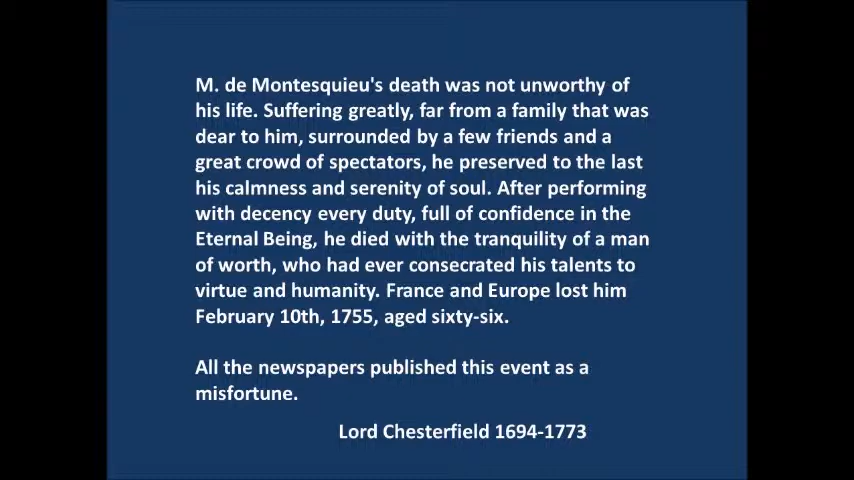 M. de Montesquieu's death was not unworthy of
his life. Suffering greatly, far from a family that was
dear to him, surrounded by a few friends and a
great crowd of spectators, he preserved to the last
his calmness and serenity of soul. After performing
with decency every duty, full of confidence in the
Eternal Being, he died with the tranquility of a man
of worth, who had ever consecrated his talents to
virtue and humanity. France and Europe lost him
February 10th, 1755, aged sixty-six.
All the newspapers published this event as a
misfortune.
Lord Chesterfield 1694-1773